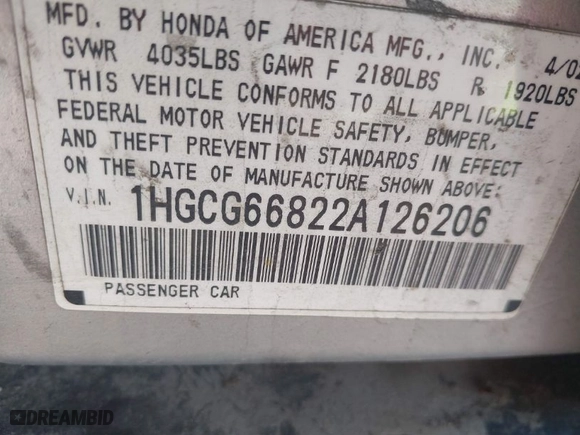 MFD. BY HONDA OF AMERICA MFG., INC. 4/02
GVWR 4035LBS GAWR F 2180LBS R 1920LBS
THIS VEHICLE CONFORMS TO ALL APPLICABLE
FEDERAL MOTOR VEHICLE SAFETY, BUMPER,
AND THEFT PREVENTION STANDARDS IN EFFECT
ON THE DATE OF MANUFACTURE SHOWN ABOVE:
V.I.N. 1HGCG66822A126206
PASSENGER CAR
DREAMBID